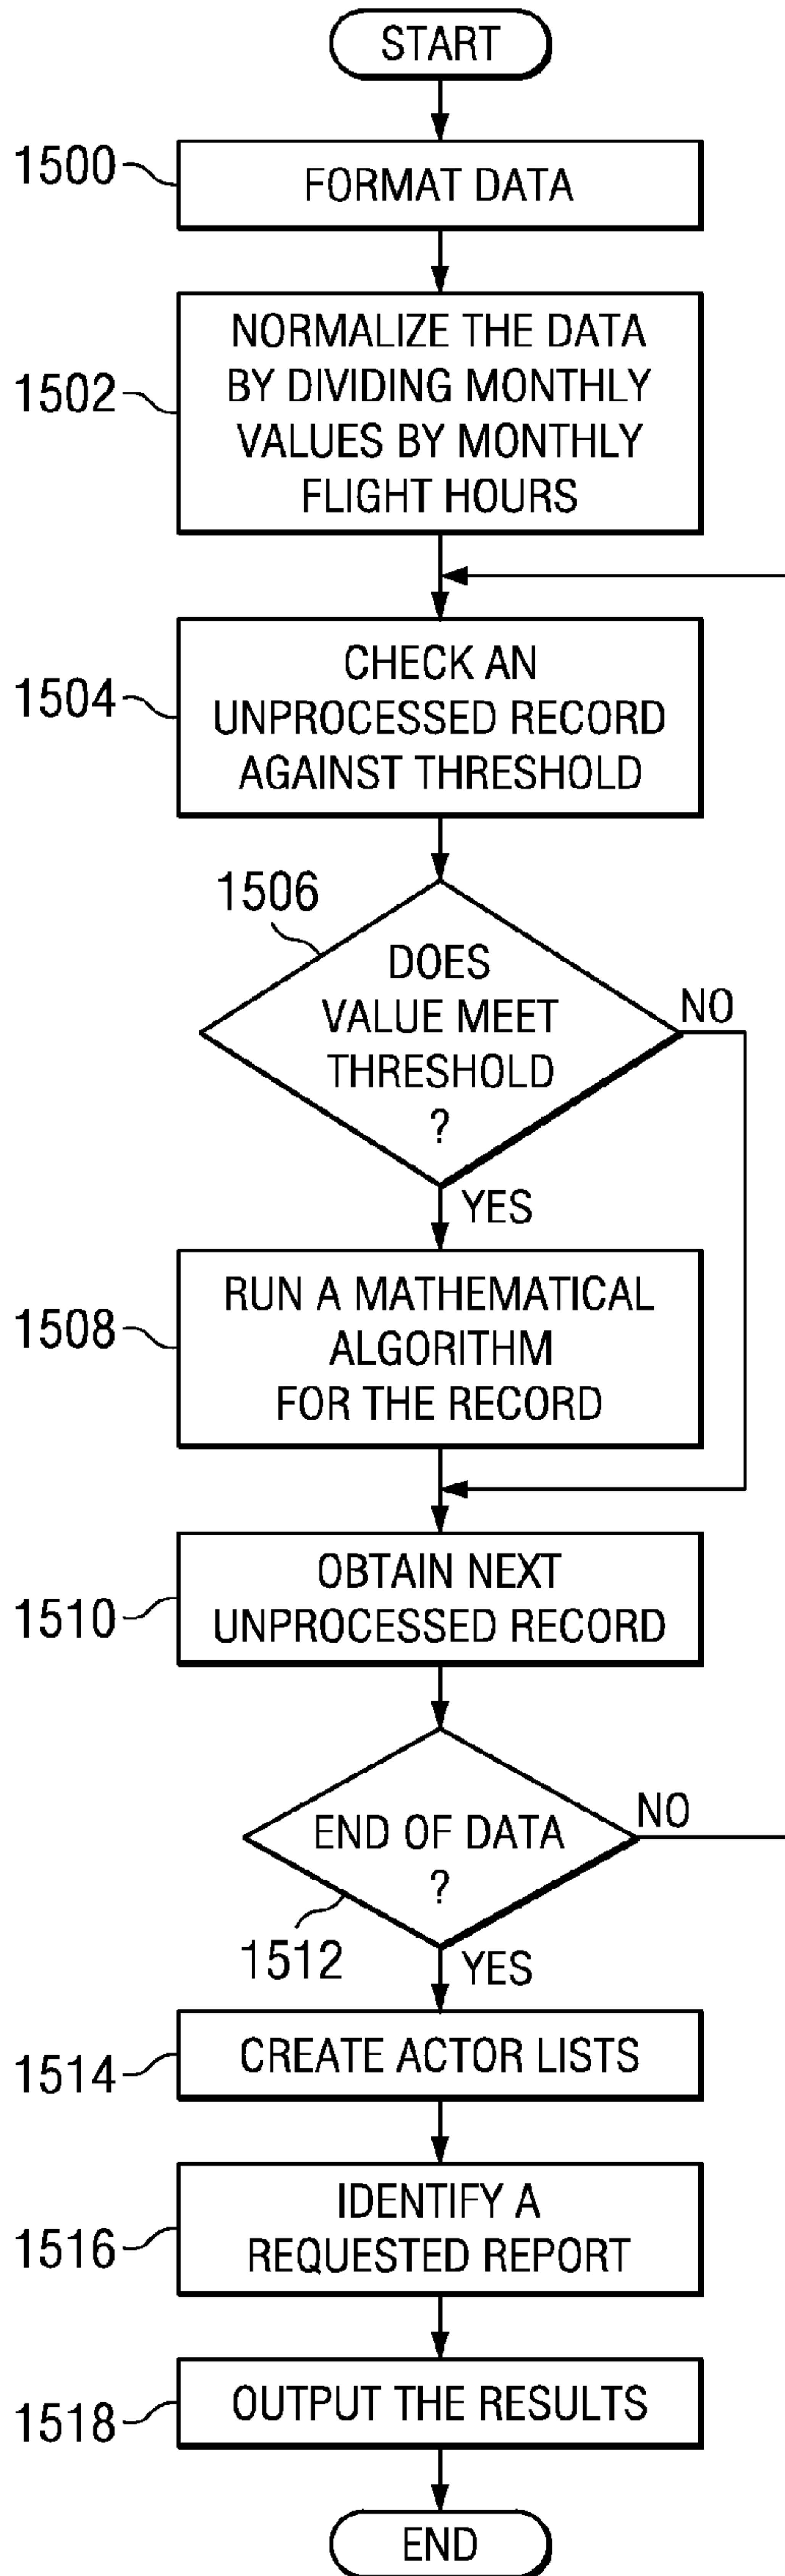 START
1500
FORMAT DATA
1502
NORMALIZE THE DATA
BY DIVIDING MONTHLY
VALUES BY MONTHLY
FLIGHT HOURS
1504
CHECK AN
UNPROCESSED RECORD
AGAINST THRESHOLD
1506
DOES
VALUE MEET
THRESHOLD
?
NO
YES
1508
RUN A MATHEMATICAL
ALGORITHM
FOR THE RECORD
1510
OBTAIN NEXT
UNPROCESSED RECORD
END OF DATA
?
NO
1512
YES
1514
CREATE ACTOR LISTS
1516
IDENTIFY A
REQUESTED REPORT
1518
OUTPUT THE RESULTS
END